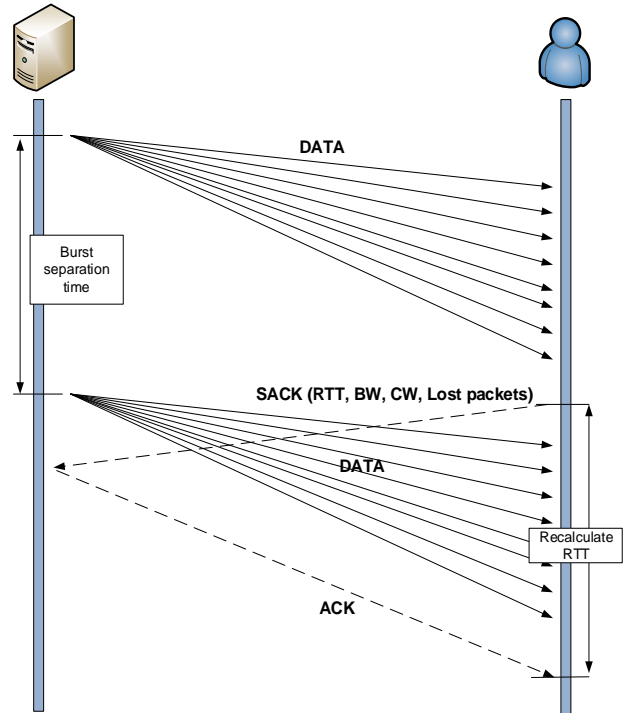 DATA
Burst
separation
time
SACK (RTT, BW, CW, Lost packets)
DATA
Recalculate
RTT
ACK